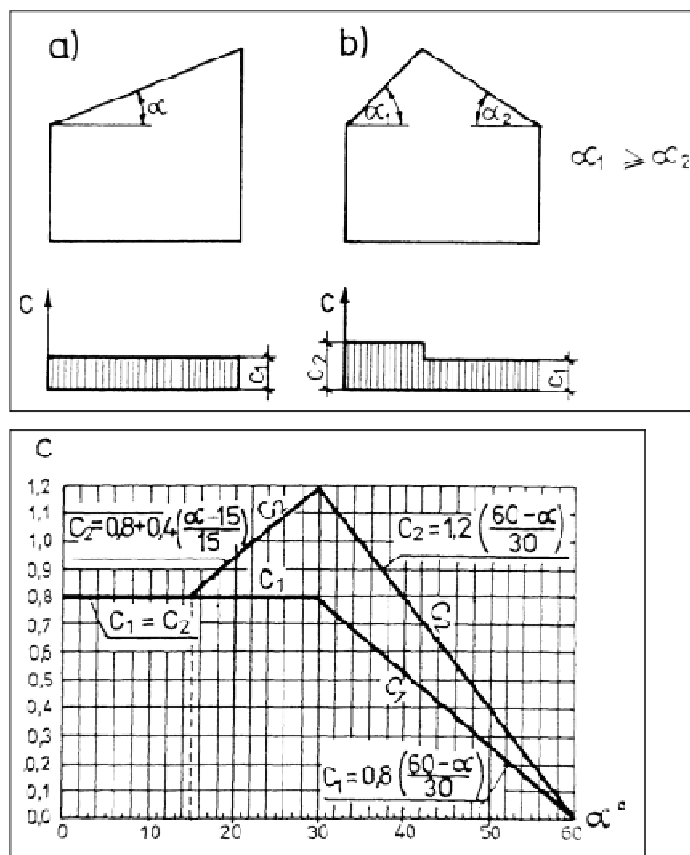 a)
b)
α
α₁
α₂
α₁ ≥ α₂
C
C₁
C
C₂
C₁
C
1,2
1,1
1,0
0,9
0,8
0,7
0,6
0,5
0,4
0,3
0,2
0,1
0,0
C₂=0,8+0,4(α-15/15)
C₂
C₂=1,2(60-α/30)
C₁
C₁=C₂
C₂
C₁
C₁=0,8(60-α/30)
0 10 20 30 40 50 60 α°